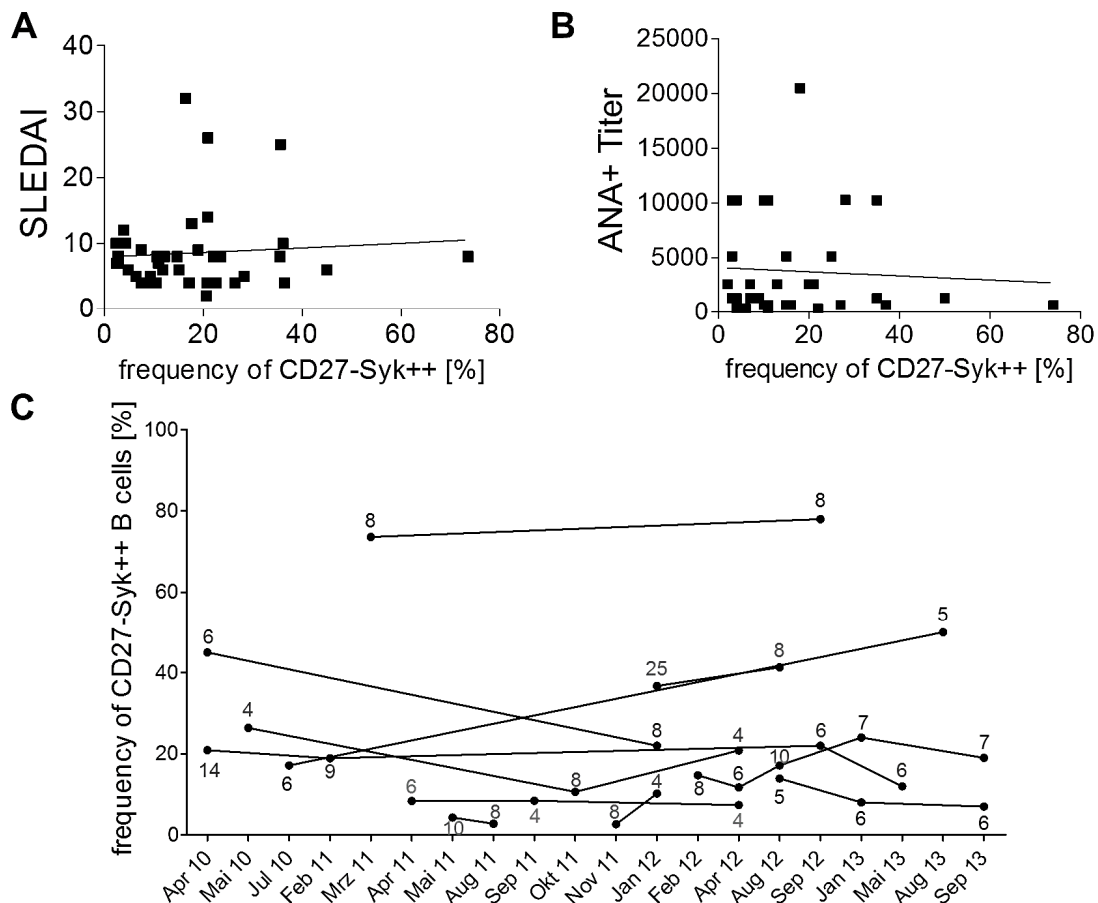 A
SLEDAI
40
30
20
10
0
0 20 40 60 80
frequency of CD27-Syk++ [%]
B
ANA+ Titer
25000
20000
15000
10000
5000
0
0 20 40 60 80
frequency of CD27-Syk++ [%]
C
frequency of CD27-Syk++ B cells [%]
100
80
60
40
20
0
8 8
6 5
25 8
4 8 4 6 7 7
14 6 9 10 6
6 8 6 4 5
10 8 4 8 4 6 6
Apr 10
Mai 10
Jul 10
Feb 11
Mrz 11
Apr 11
Mai 11
Aug 11
Sep 11
Okt 11
Nov 11
Jan 12
Feb 12
Apr 12
Aug 12
Sep 12
Jan 13
Mai 13
Aug 13
Sep 13